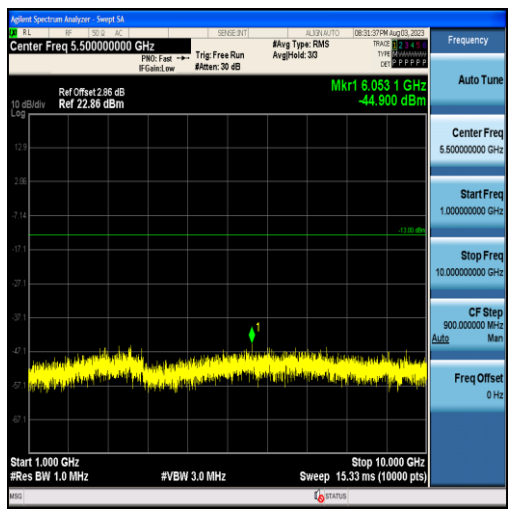 Agilent Spectrum Analyzer - Swept SA
RL RF 50 Ω AC SENSE:INT ALIGN AUTO 08:31:37PM Aug 03, 2023
Center Freq 5.500000000 GHz
PNO: Fast
IFGain:Low
Trig: Free Run
#Atten: 30 dB
#Avg Type: RMS
Avg|Hold: 3/3
TRACE 1 2 3 4 5 6
TYPE
DET P P P P P P
Frequency
Mkr1 6.053 1 GHz
-44.900 dBm
Ref Offset 2.86 dB
Ref 22.86 dBm
10 dB/div
Log
12.9
2.86
-7.14
-17.1
-27.1
-37.1
-47.1
-57.1
-67.1
-13.00 dBm
1
Auto Tune
Center Freq
5.500000000 GHz
Start Freq
1.000000000 GHz
Stop Freq
10.000000000 GHz
CF Step
900.000000 MHz
Auto Man
Freq Offset
0 Hz
Start 1.000 GHz
Stop 10.000 GHz
#Res BW 1.0 MHz
#VBW 3.0 MHz
Sweep 15.33 ms (10000 pts)
MSG
STATUS